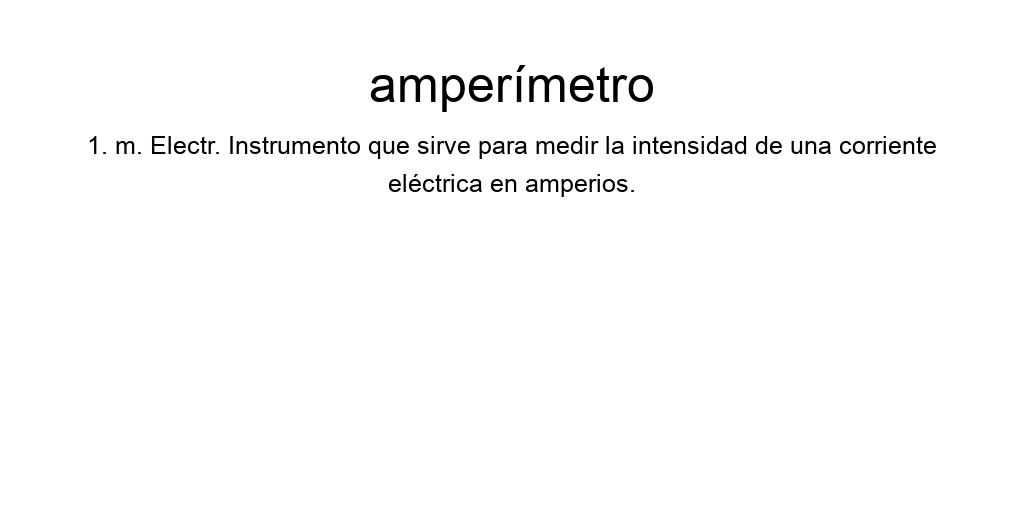 amperímetro
1. m. Electr. Instrumento que sirve para medir la intensidad de una corriente
eléctrica en amperios.